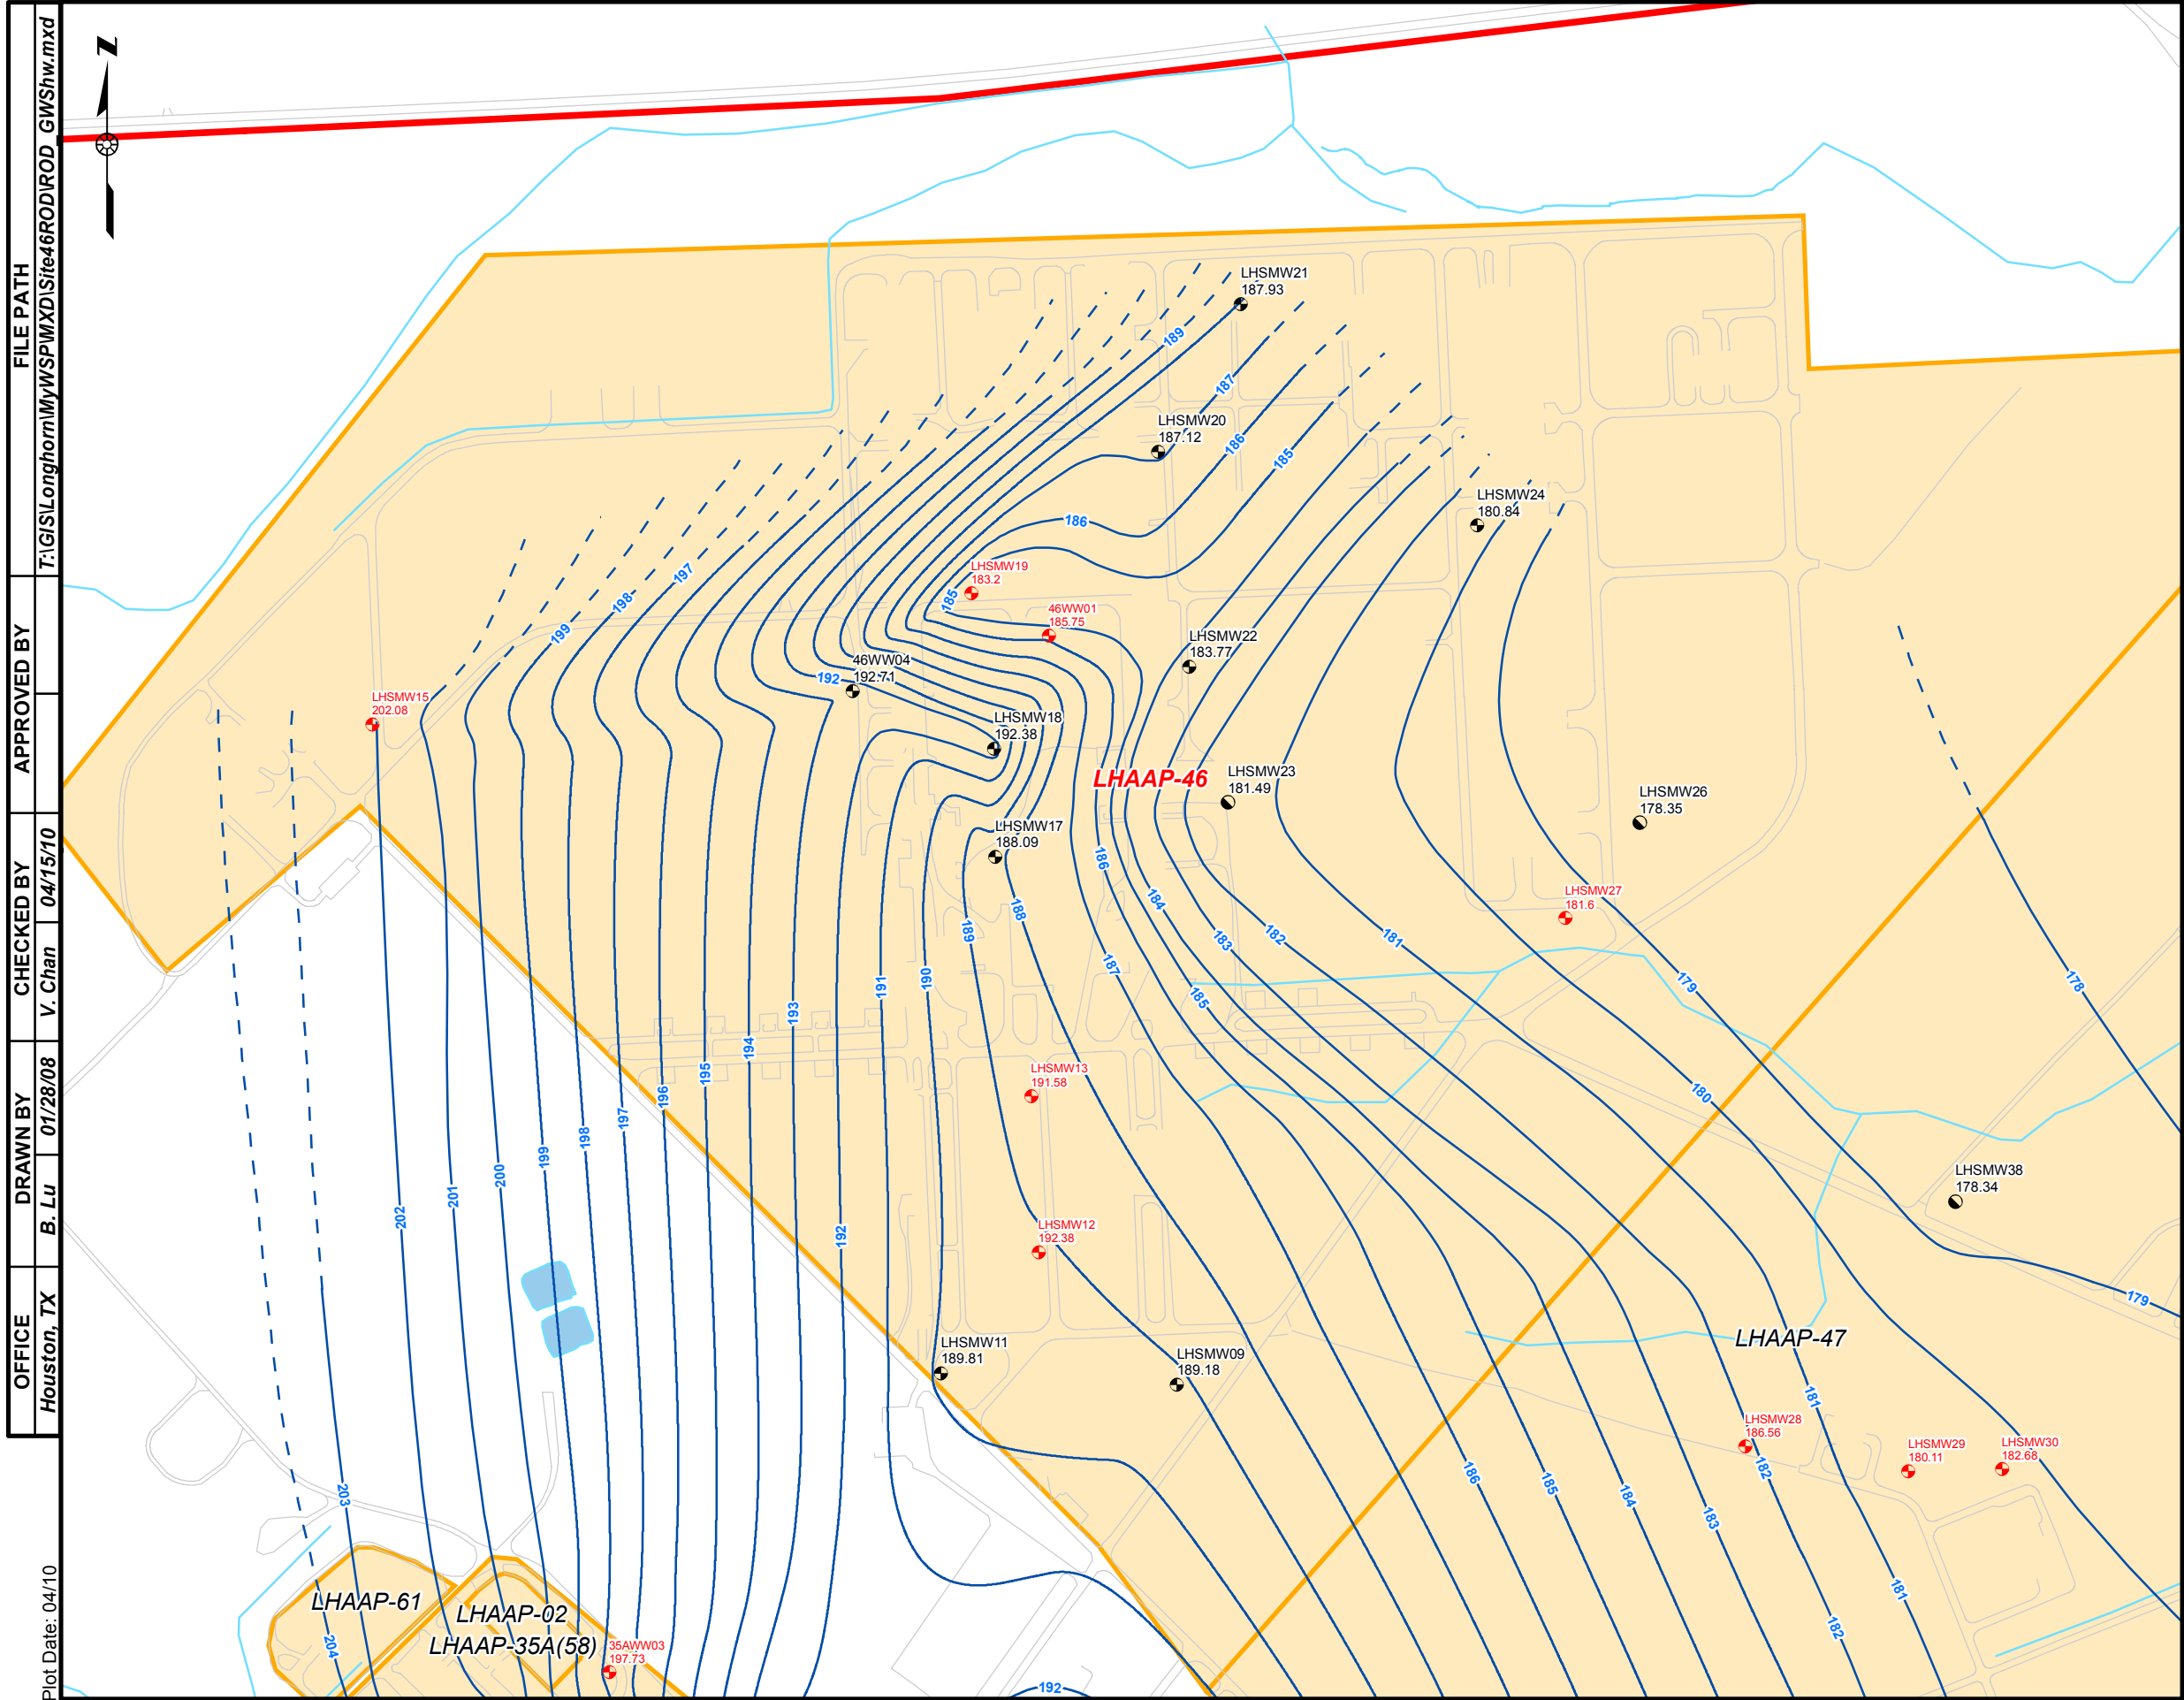 FILE PATH
T:\GIS\Longhorn\MyWSPWXD\Site46ROD\ROD_GWShw.mxd
APPROVED BY
CHECKED BY
V. Chan
04/15/10
DRAWN BY
B. Lu
01/28/08
OFFICE
Houston, TX
Plot Date: 04/10
N
LHSMW21
187.93
189
187
LHSMW20
187.12
186
185
LHSMW24
180.84
186
197
LHSMW19
183.2
185
198
46WW01
185.75
199
LHSMW22
183.77
46WW04
192.71
192
LHSMW15
202.08
LHSMW18
192.38
LHAAP-46
LHSMW23
181.49
LHSMW26
178.35
LHSMW17
188.09
186
LHSMW27
181.6
184
188
189
183
182
181
187
190
191
179
178
185
193
194
195
196
LHSMW13
191.58
180
197
198
199
200
201
202
LHSMW38
178.34
192
LHSMW12
192.38
179
LHAAP-47
LHSMW11
189.81
LHSMW09
189.18
181
LHSMW28
186.56
LHSMW29
180.11
LHSMW30
182.68
182
186
185
184
183
203
181
LHAAP-61
LHAAP-02
182
204
LHAAP-35A(58)
35AWW03
197.73
192